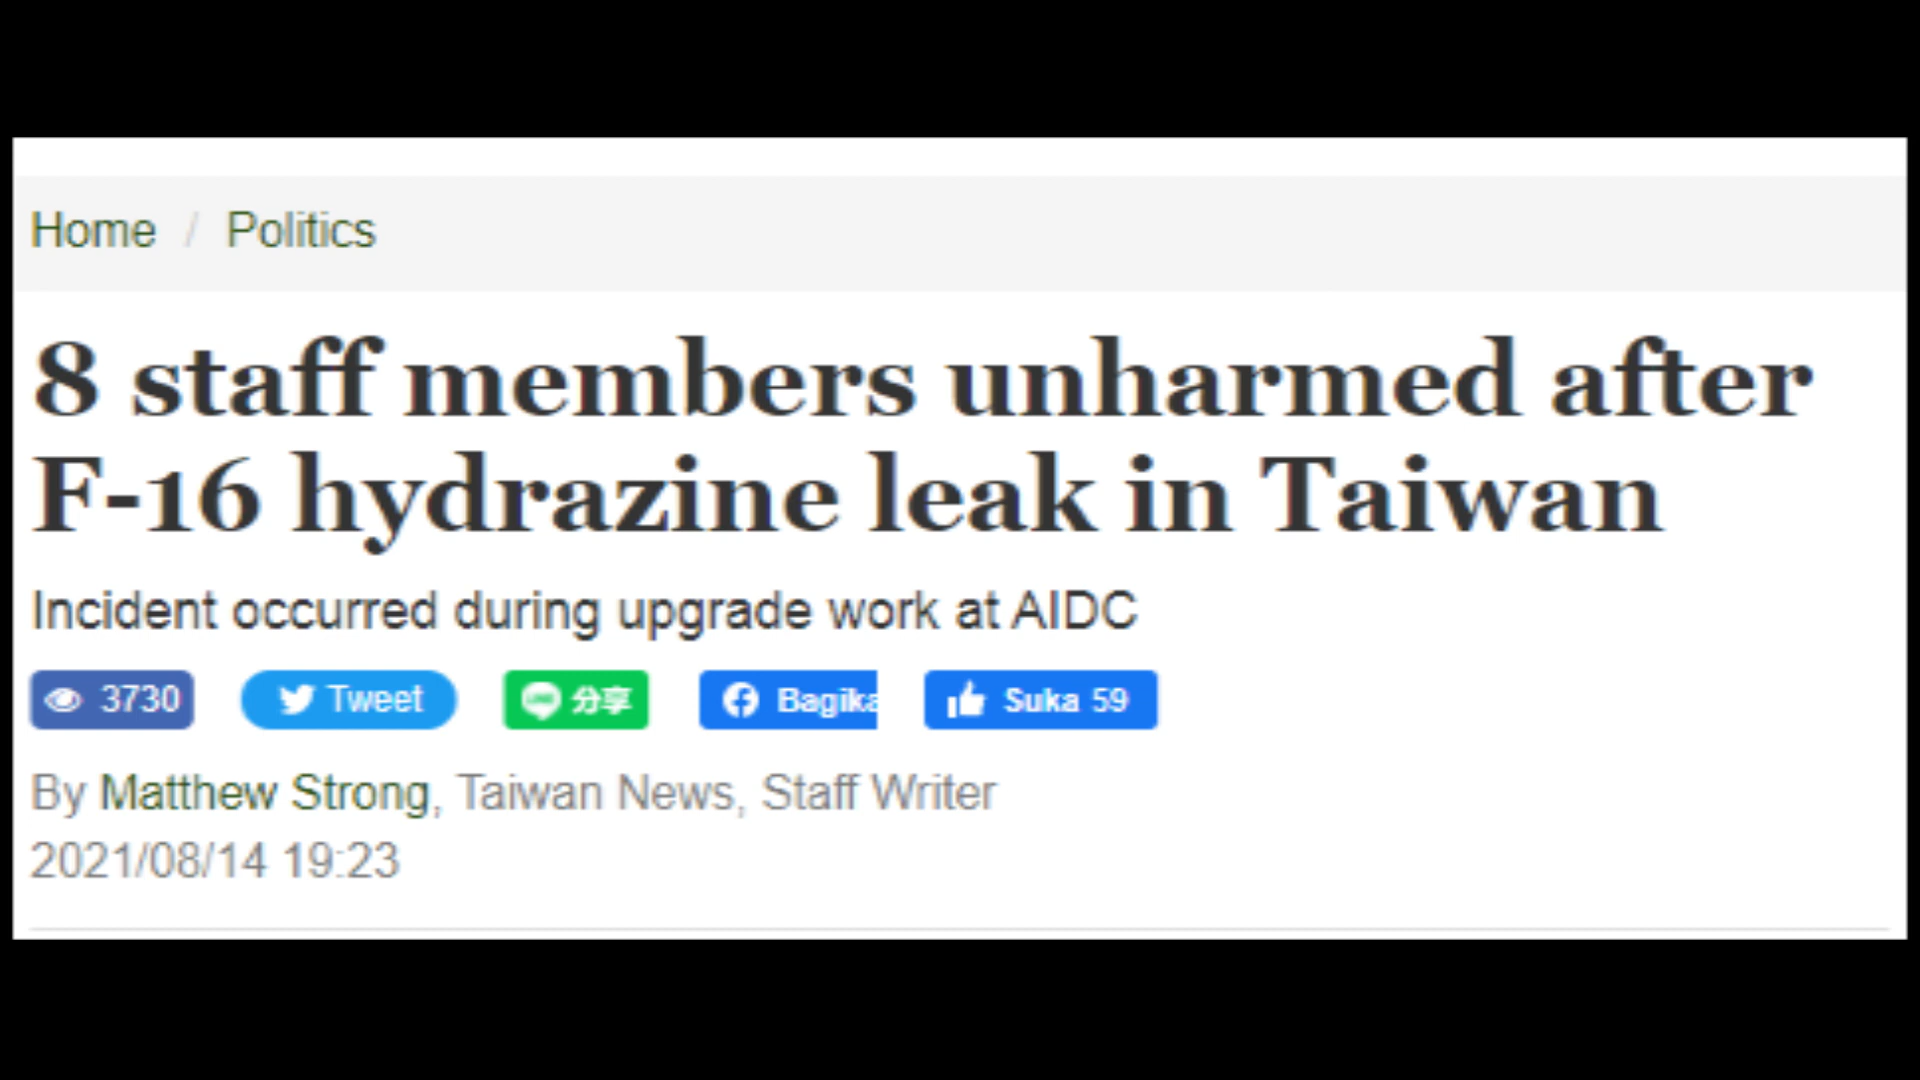 Home / Politics
8 staff members unharmed after
F-16 hydrazine leak in Taiwan
Incident occurred during upgrade work at AIDC
3730 Tweet 分享 Bagika Suka 59
By Matthew Strong, Taiwan News, Staff Writer
2021/08/14 19:23